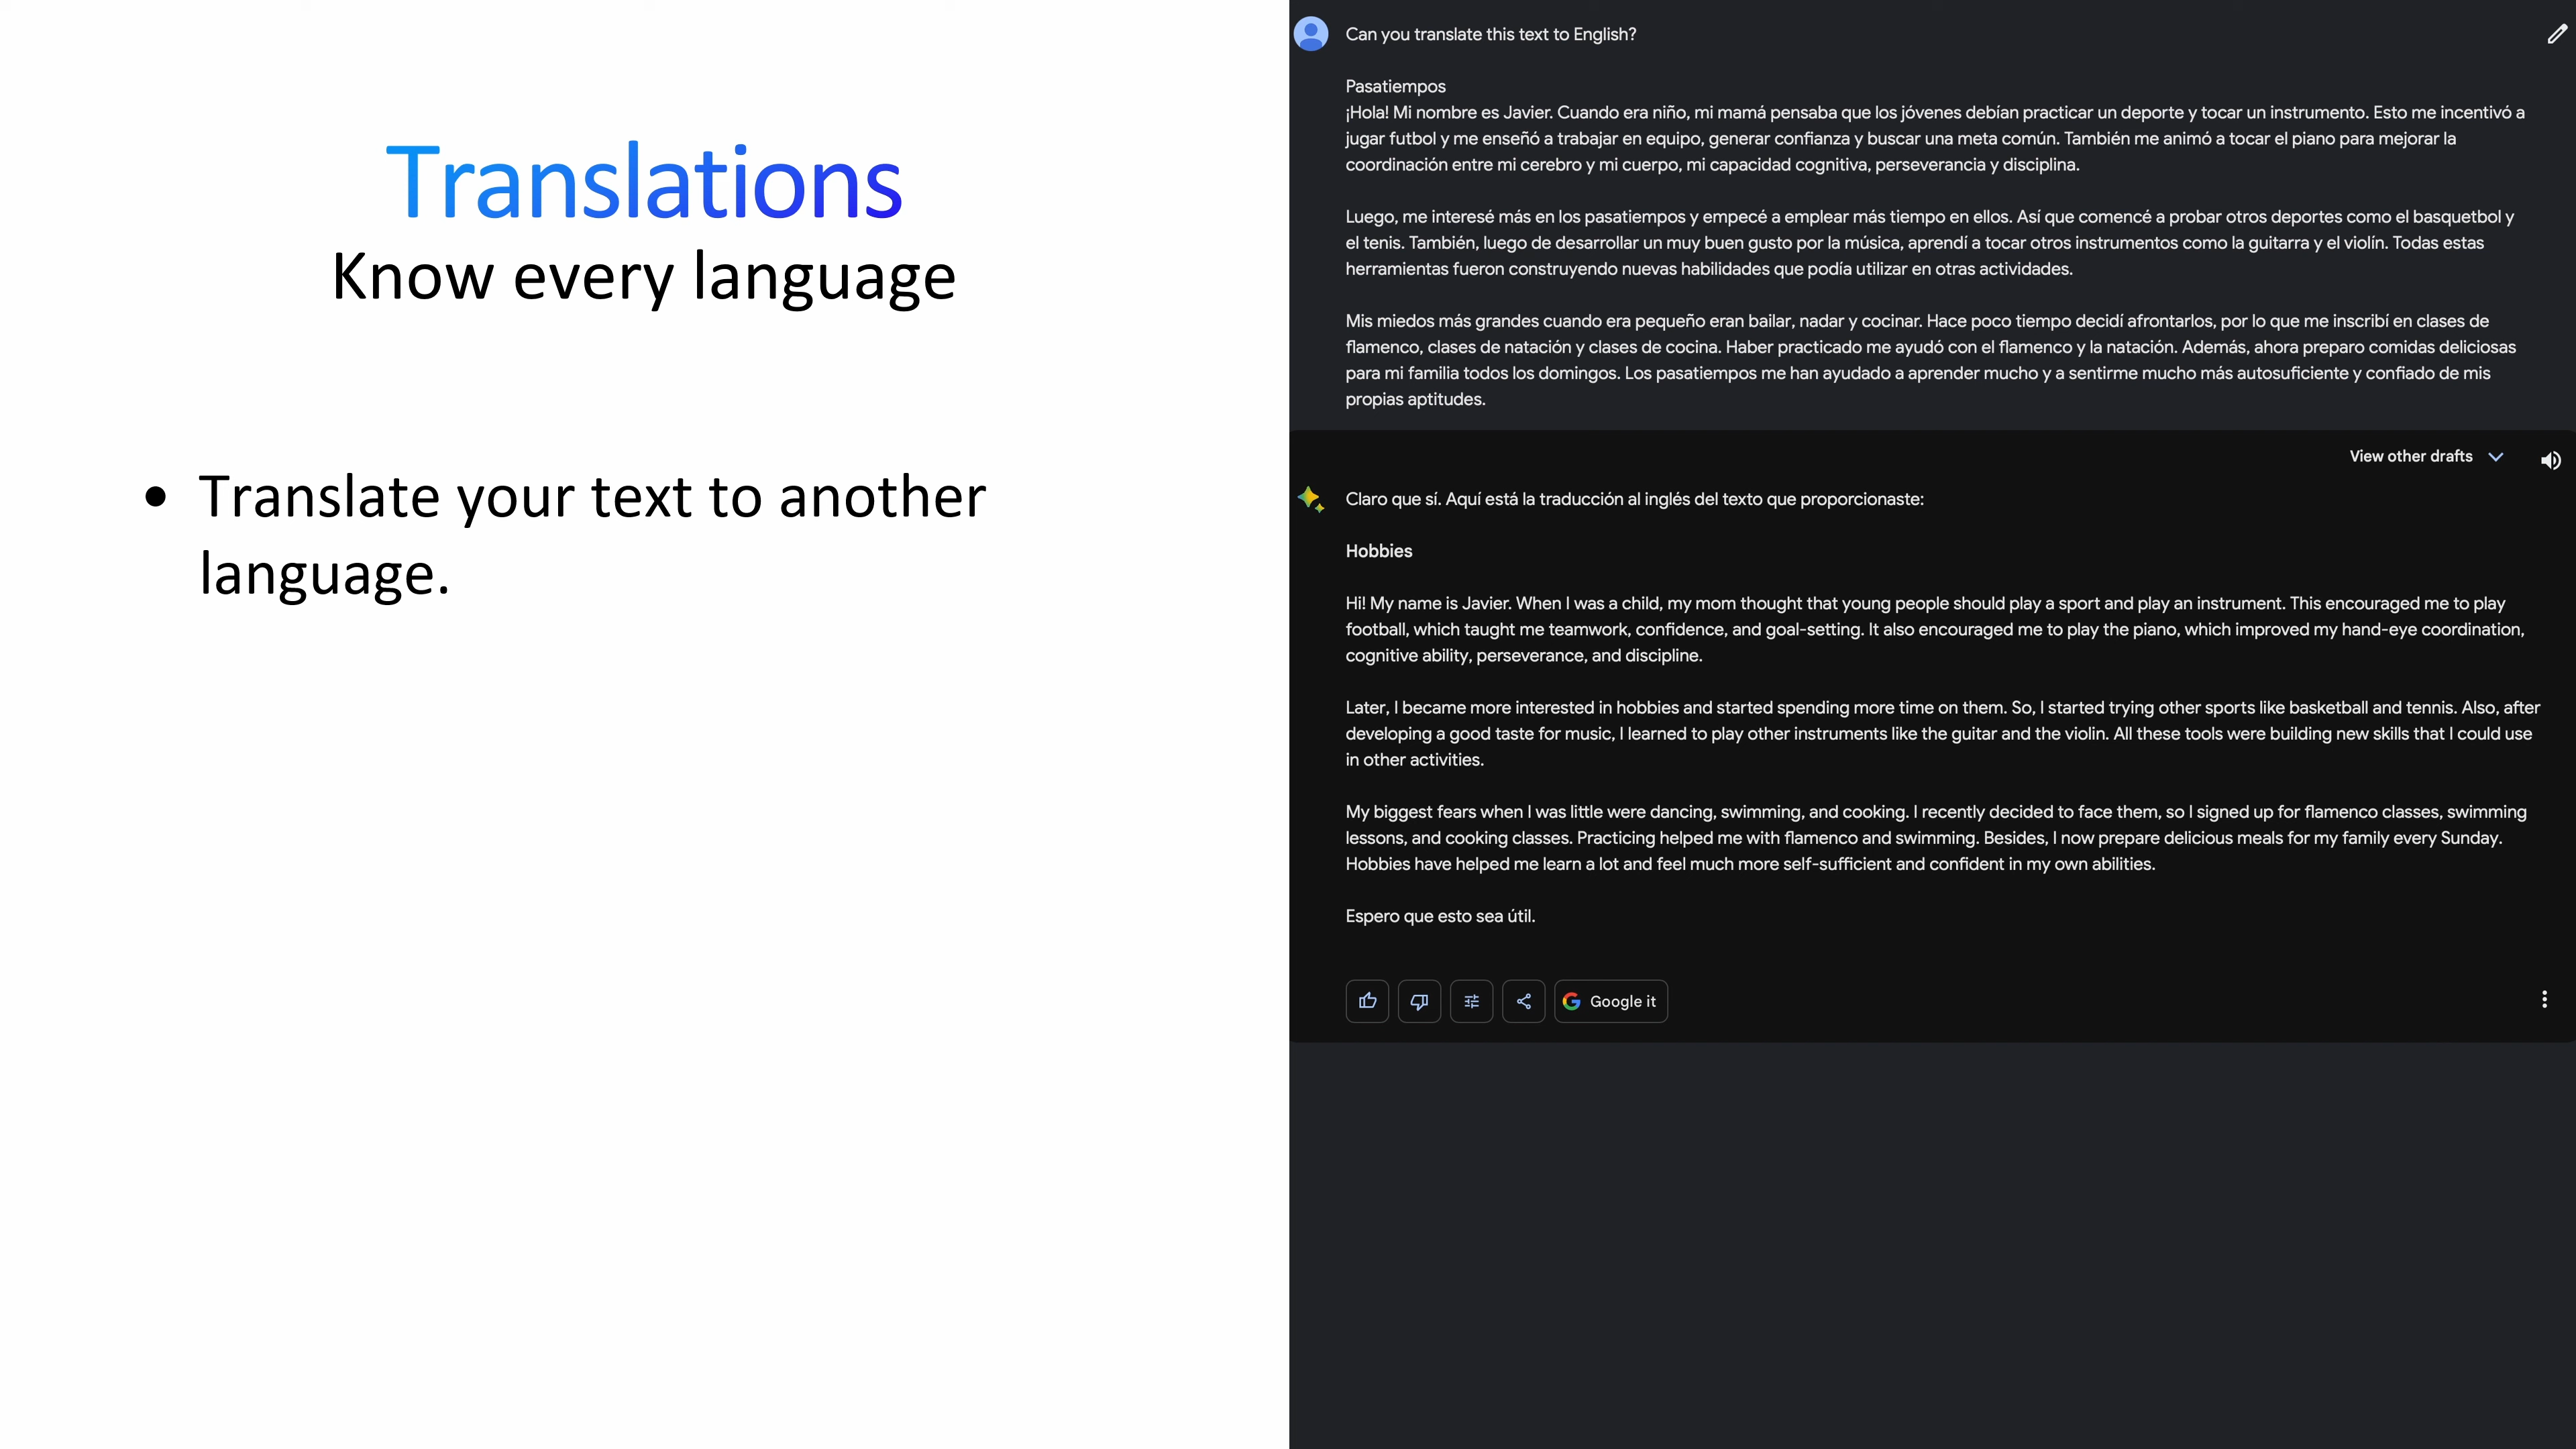 Translations
Know every language
• Translate your text to another
language.
Can you translate this text to English?
Pasatiempos
¡Hola! Mi nombre es Javier. Cuando era niño, mi mamá pensaba que los jóvenes debían practicar un deporte y tocar un instrumento. Esto me incentivó a
jugar futbol y me enseñó a trabajar en equipo, generar confianza y buscar una meta común. También me animó a tocar el piano para mejorar la
coordinación entre mi cerebro y mi cuerpo, mi capacidad cognitiva, perseverancia y disciplina.
Luego, me interesé más en los pasatiempos y empecé a emplear más tiempo en ellos. Así que comencé a probar otros deportes como el basquetbol y
el tenis. También, luego de desarrollar un muy buen gusto por la música, aprendí a tocar otros instrumentos como la guitarra y el violín. Todas estas
herramientas fueron construyendo nuevas habilidades que podía utilizar en otras actividades.
Mis miedos más grandes cuando era pequeño eran bailar, nadar y cocinar. Hace poco tiempo decidí afrontarlos, por lo que me inscribí en clases de
flamenco, clases de natación y clases de cocina. Haber practicado me ayudó con el flamenco y la natación. Además, ahora preparo comidas deliciosas
para mi familia todos los domingos. Los pasatiempos me han ayudado a aprender mucho y a sentirme mucho más autosuficiente y confiado de mis
propias aptitudes.
View other drafts
Claro que sí. Aquí está la traducción al inglés del texto que proporcionaste:
Hobbies
Hi! My name is Javier. When I was a child, my mom thought that young people should play a sport and play an instrument. This encouraged me to play
football, which taught me teamwork, confidence, and goal-setting. It also encouraged me to play the piano, which improved my hand-eye coordination,
cognitive ability, perseverance, and discipline.
Later, I became more interested in hobbies and started spending more time on them. So, I started trying other sports like basketball and tennis. Also, after
developing a good taste for music, I learned to play other instruments like the guitar and the violin. All these tools were building new skills that I could use
in other activities.
My biggest fears when I was little were dancing, swimming, and cooking. I recently decided to face them, so I signed up for flamenco classes, swimming
lessons, and cooking classes. Practicing helped me with flamenco and swimming. Besides, I now prepare delicious meals for my family every Sunday.
Hobbies have helped me learn a lot and feel much more self-sufficient and confident in my own abilities.
Espero que esto sea útil.
Google it